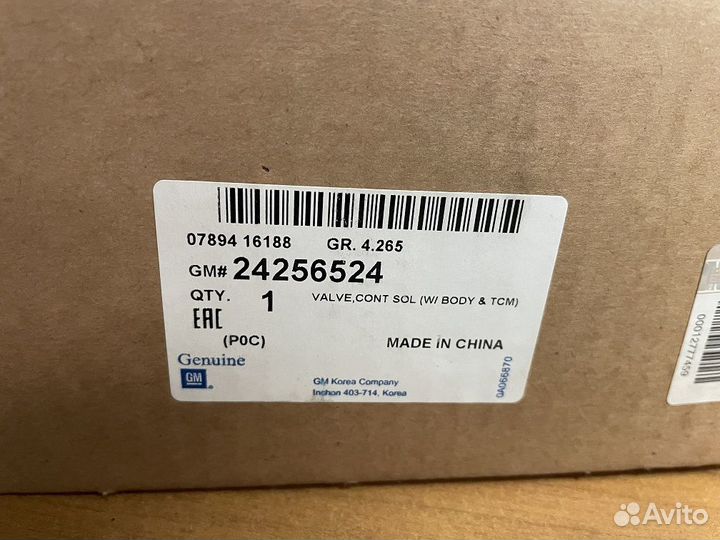 07894 16188 GR. 4.265
GM# 24256524
QTY. 1 VALVE,CONT SOL (W/ BODY & TCM)
EAC
(P0C) MADE IN CHINA
Genuine
GM
GM Korea Company
Inchon 403-714, Korea
0A066870
00012777459
Avito